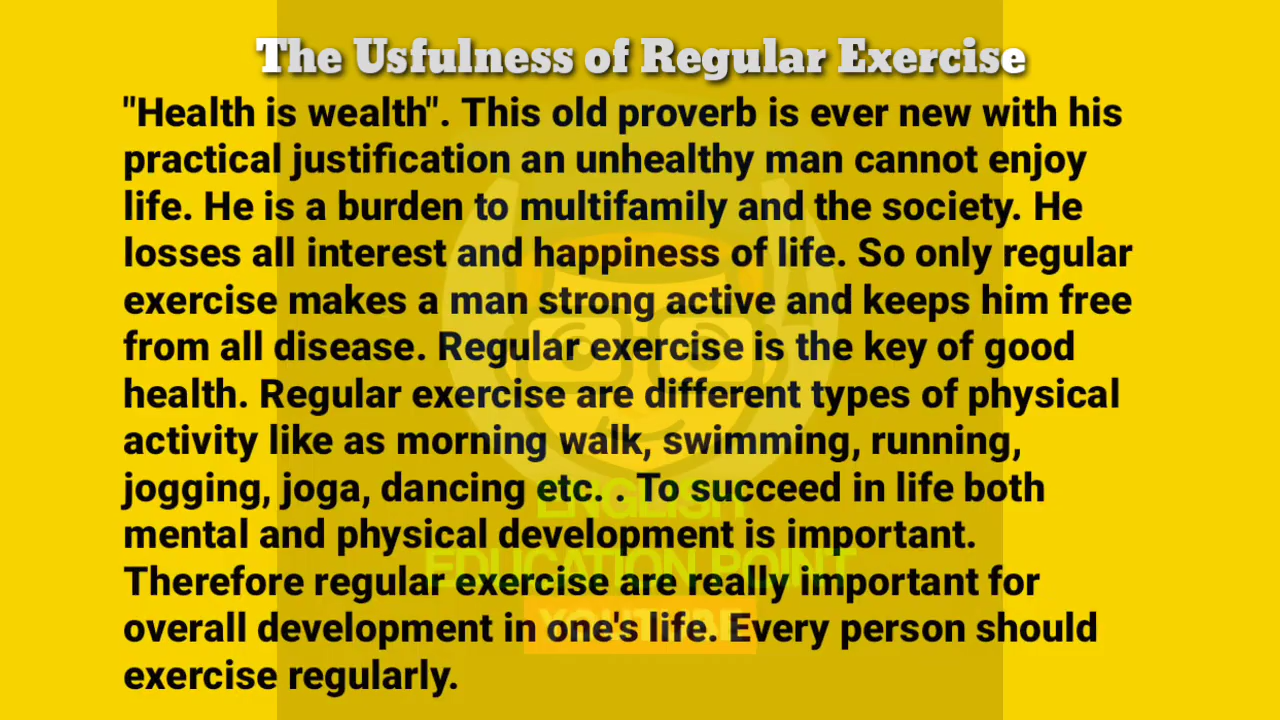 The Usfulness of Regular Exercise
"Health is wealth". This old proverb is ever new with his
practical justification an unhealthy man cannot enjoy
life. He is a burden to multifamily and the society. He
losses all interest and happiness of life. So only regular
exercise makes a man strong active and keeps him free
from all disease. Regular exercise is the key of good
health. Regular exercise are different types of physical
activity like as morning walk, swimming, running,
jogging, joga, dancing etc. . To succeed in life both
ENGLISH
mental and physical development is important.
EDUCATION POINT
Therefore regular exercise are really important for
overall development in one's life. Every person should
YOUTUBE
exercise regularly.